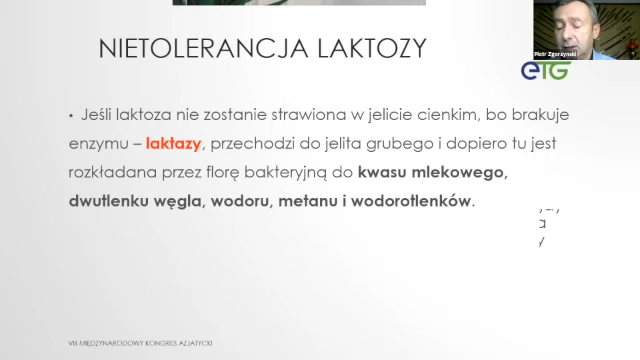 NIETOLERANCJA LAKTOZY
Piotr Zgorzynski
eTG
• Jeśli laktoza nie zostanie strawiona w jelicie cienkim, bo brakuje
enzymu – laktazy, przechodzi do jelita grubego i dopiero tu jest
rozkładana przez florę bakteryjną do kwasu mlekowego,
dwutlenku węgla, wodoru, metanu i wodorotlenków.
a
y
VIII MIĘDZYNARODOWY KONGRES AZJATYCKI